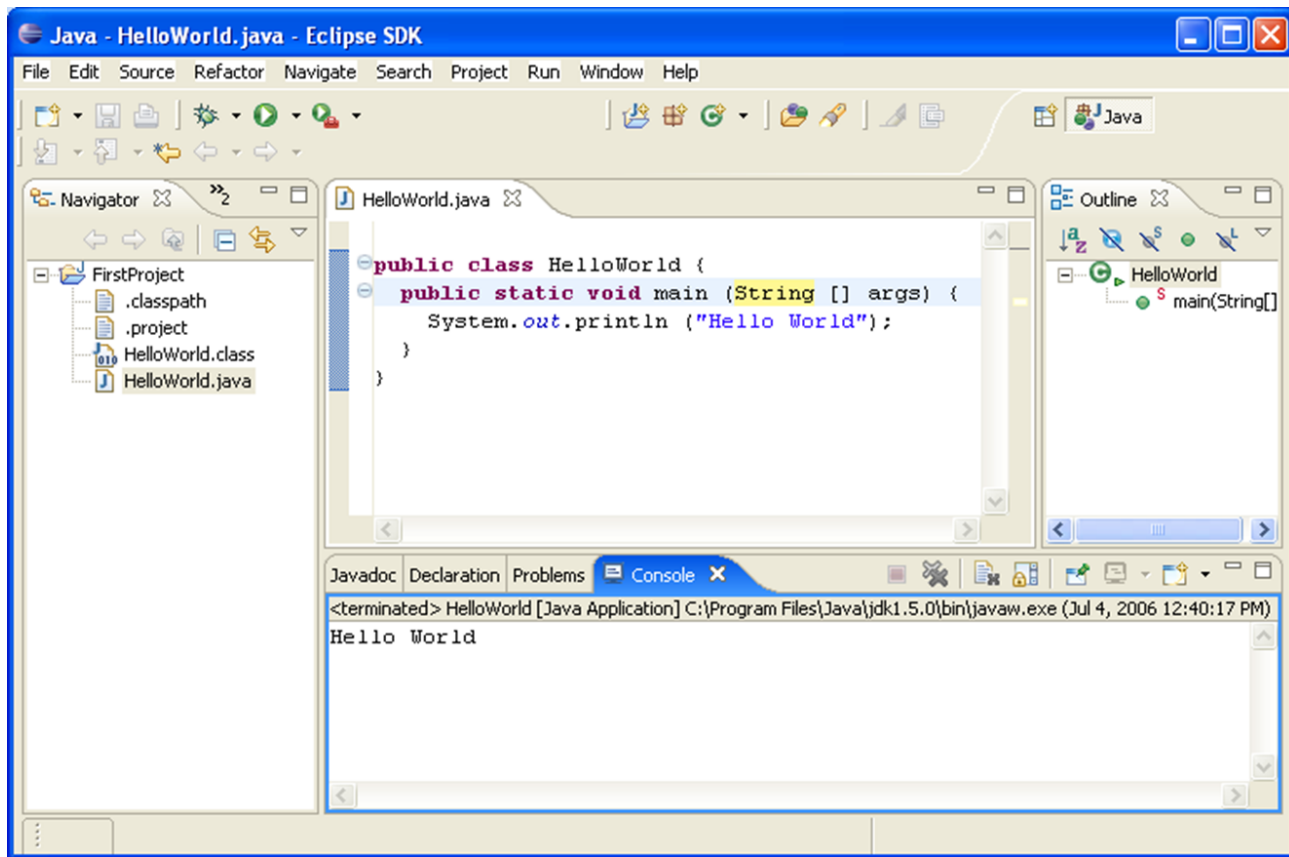 Java - HelloWorld.java - Eclipse SDK
File Edit Source Refactor Navigate Search Project Run Window Help
Java
Navigator
»2
FirstProject
.classpath
.project
HelloWorld.class
HelloWorld.java
HelloWorld.java
public class HelloWorld {
public static void main (String [] args) {
System.out.println ("Hello World");
}
}
Outline
HelloWorld
S main(String[]
Javadoc Declaration Problems Console
<terminated> HelloWorld [Java Application] C:\Program Files\Java\jdk1.5.0\bin\javaw.exe (Jul 4, 2006 12:40:17 PM)
Hello World